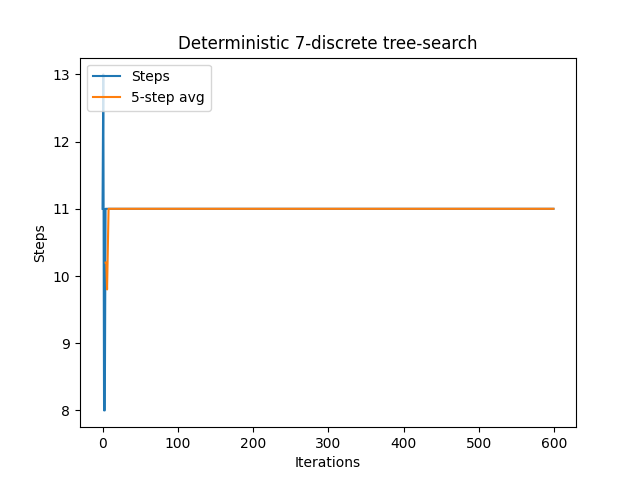 Deterministic 7-discrete tree-search
Steps
5-step avg
13
12
11
10
9
8
Steps
0 100 200 300 400 500 600
Iterations